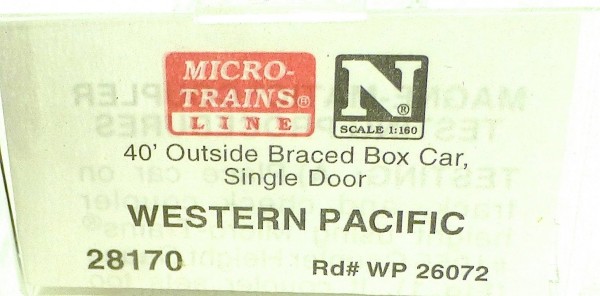 MICRO-
TRAINS®
LINE
N®
SCALE 1:160
40' Outside Braced Box Car,
Single Door
WESTERN PACIFIC
28170 Rd# WP 26072